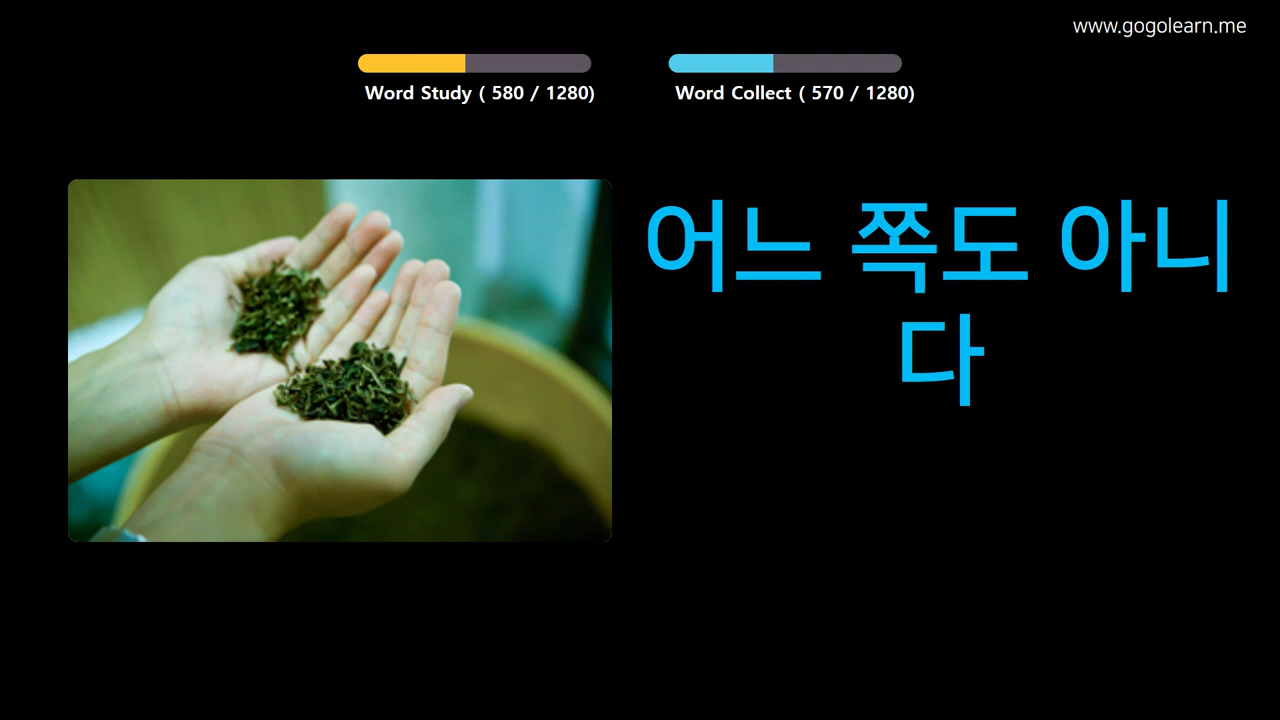 www.gogolearn.me
Word Study ( 580 / 1280)
Word Collect ( 570 / 1280)
어느 쪽도 아니
다